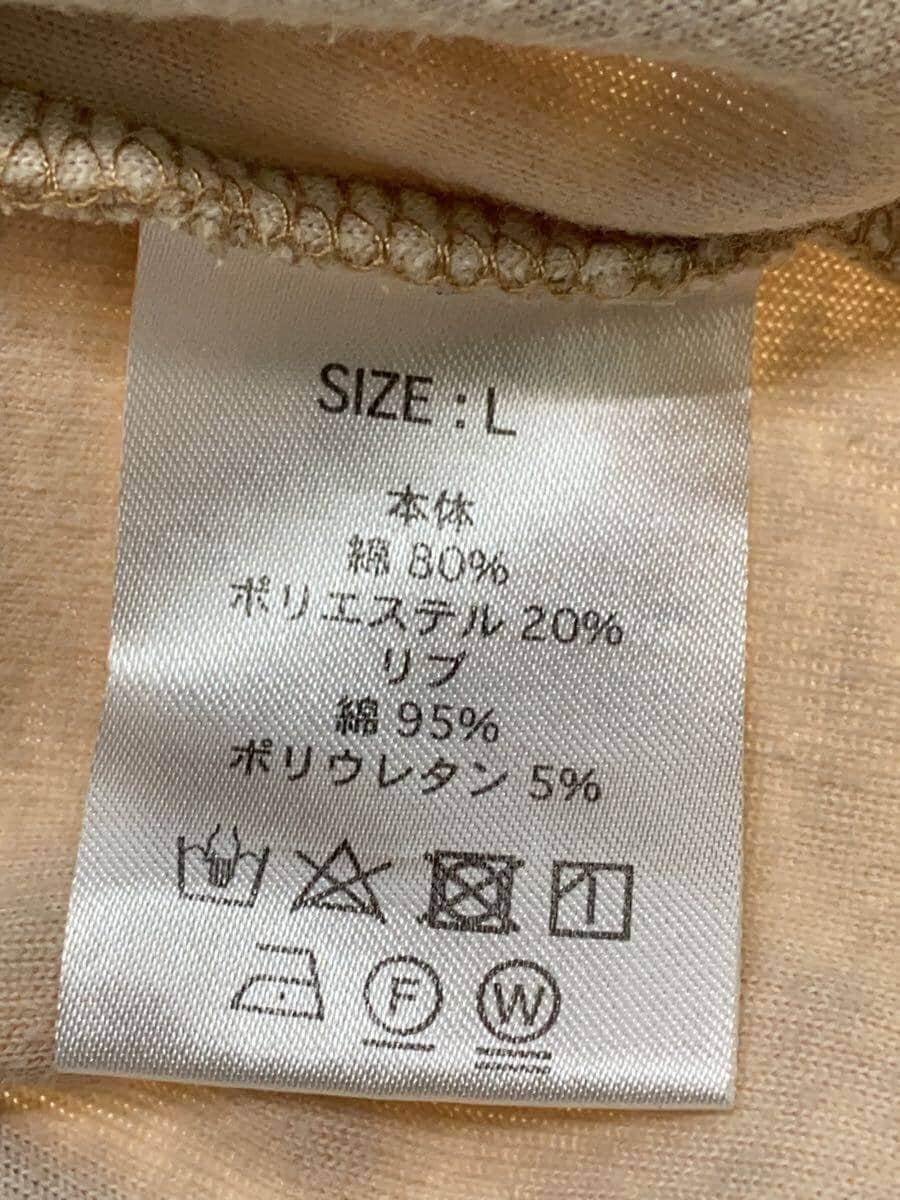 SIZE : L
本体
綿 80%
ポリエステル 20%
リブ
綿 95%
ポリウレタン 5%
F W